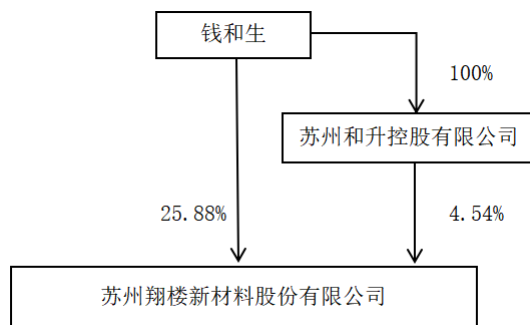 钱和生
100%
苏州和升控股有限公司
25.88%
4.54%
苏州翔楼新材料股份有限公司